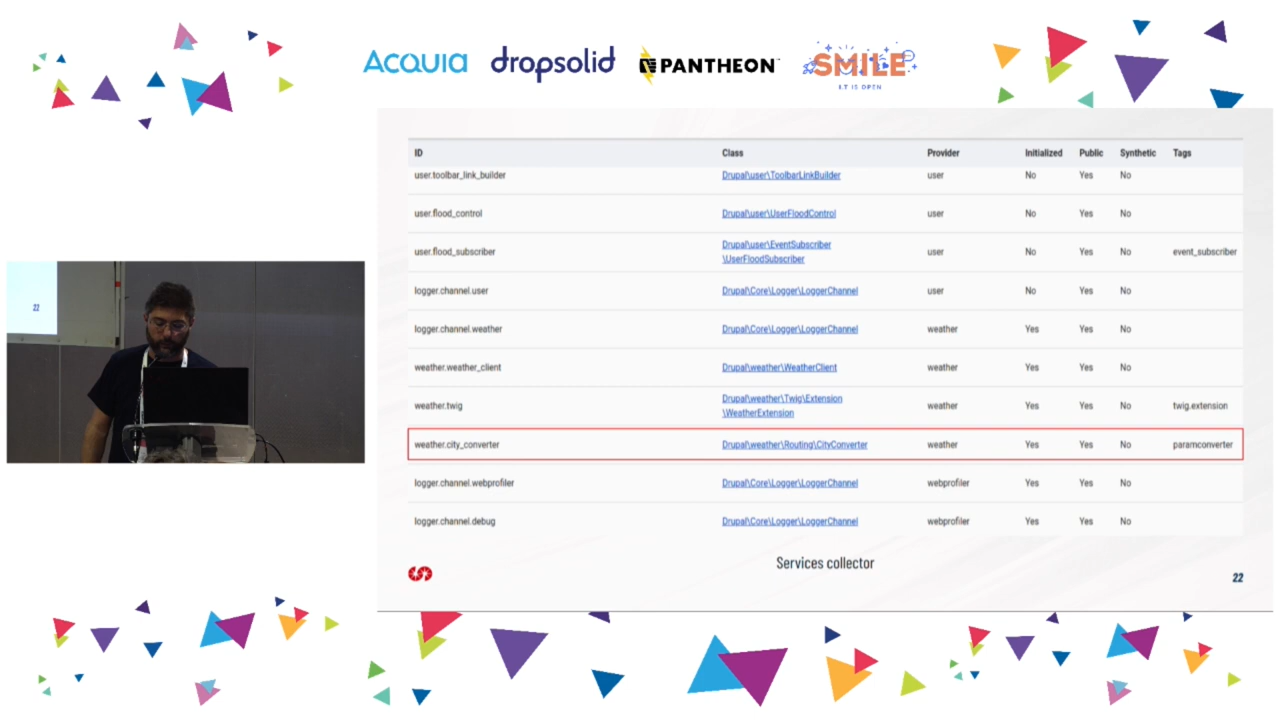 ACQUIA dropsolid PANTHEON SMILE
I.T IS OPEN
22
ID Class Provider Initialized Public Synthetic Tags
user.toolbar_link_builder Drupal\user\ToolbarLinkBuilder user No Yes No
user.flood_control Drupal\user\UserFloodControl user No Yes No
user.flood_subscriber Drupal\user\EventSubscriber
\UserFloodSubscriber user No Yes No event_subscriber
logger.channel.user Drupal\Core\Logger\LoggerChannel user No Yes No
logger.channel.weather Drupal\Core\Logger\LoggerChannel weather Yes Yes No
weather.weather_client Drupal\weather\WeatherClient weather Yes Yes No
weather.twig Drupal\weather\Twig\Extension
\WeatherExtension weather Yes Yes No twig.extension
weather.city_converter Drupal\weather\Routing\CityConverter weather Yes Yes No paramconverter
logger.channel.webprofiler Drupal\Core\Logger\LoggerChannel webprofiler Yes Yes No
logger.channel.debug Drupal\Core\Logger\LoggerChannel webprofiler Yes Yes No
Services collector
22